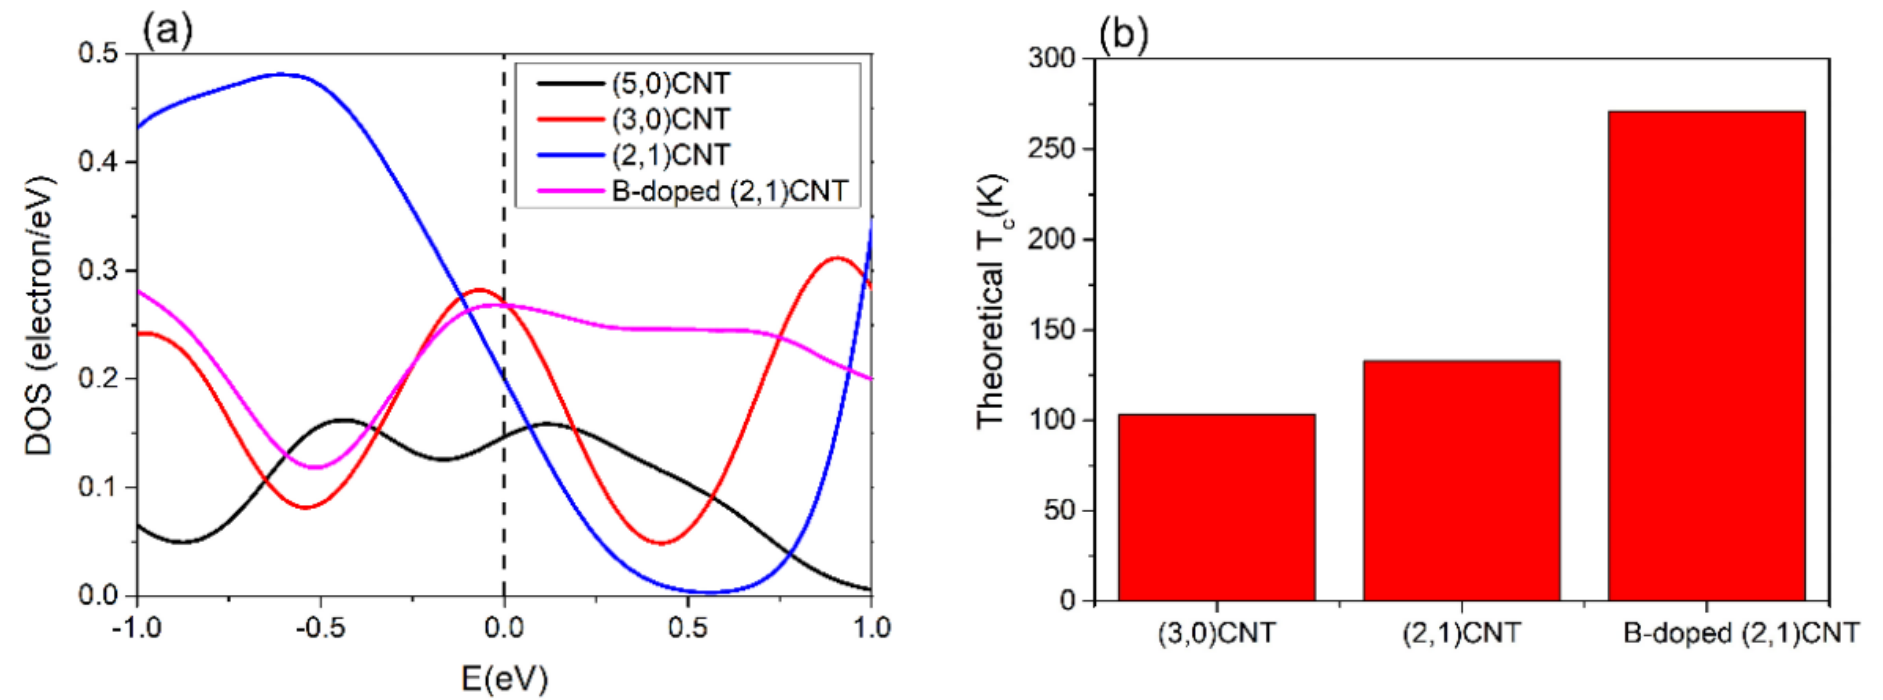 (a)
0.5
0.4
0.3
0.2
0.1
0.0
DOS (electron/eV)
(5,0)CNT
(3,0)CNT
(2,1)CNT
B-doped (2,1)CNT
-1.0 -0.5 0.0 0.5 1.0
E(eV)
(b)
300
250
200
150
100
50
0
Theoretical Tc(K)
(3,0)CNT (2,1)CNT B-doped (2,1)CNT